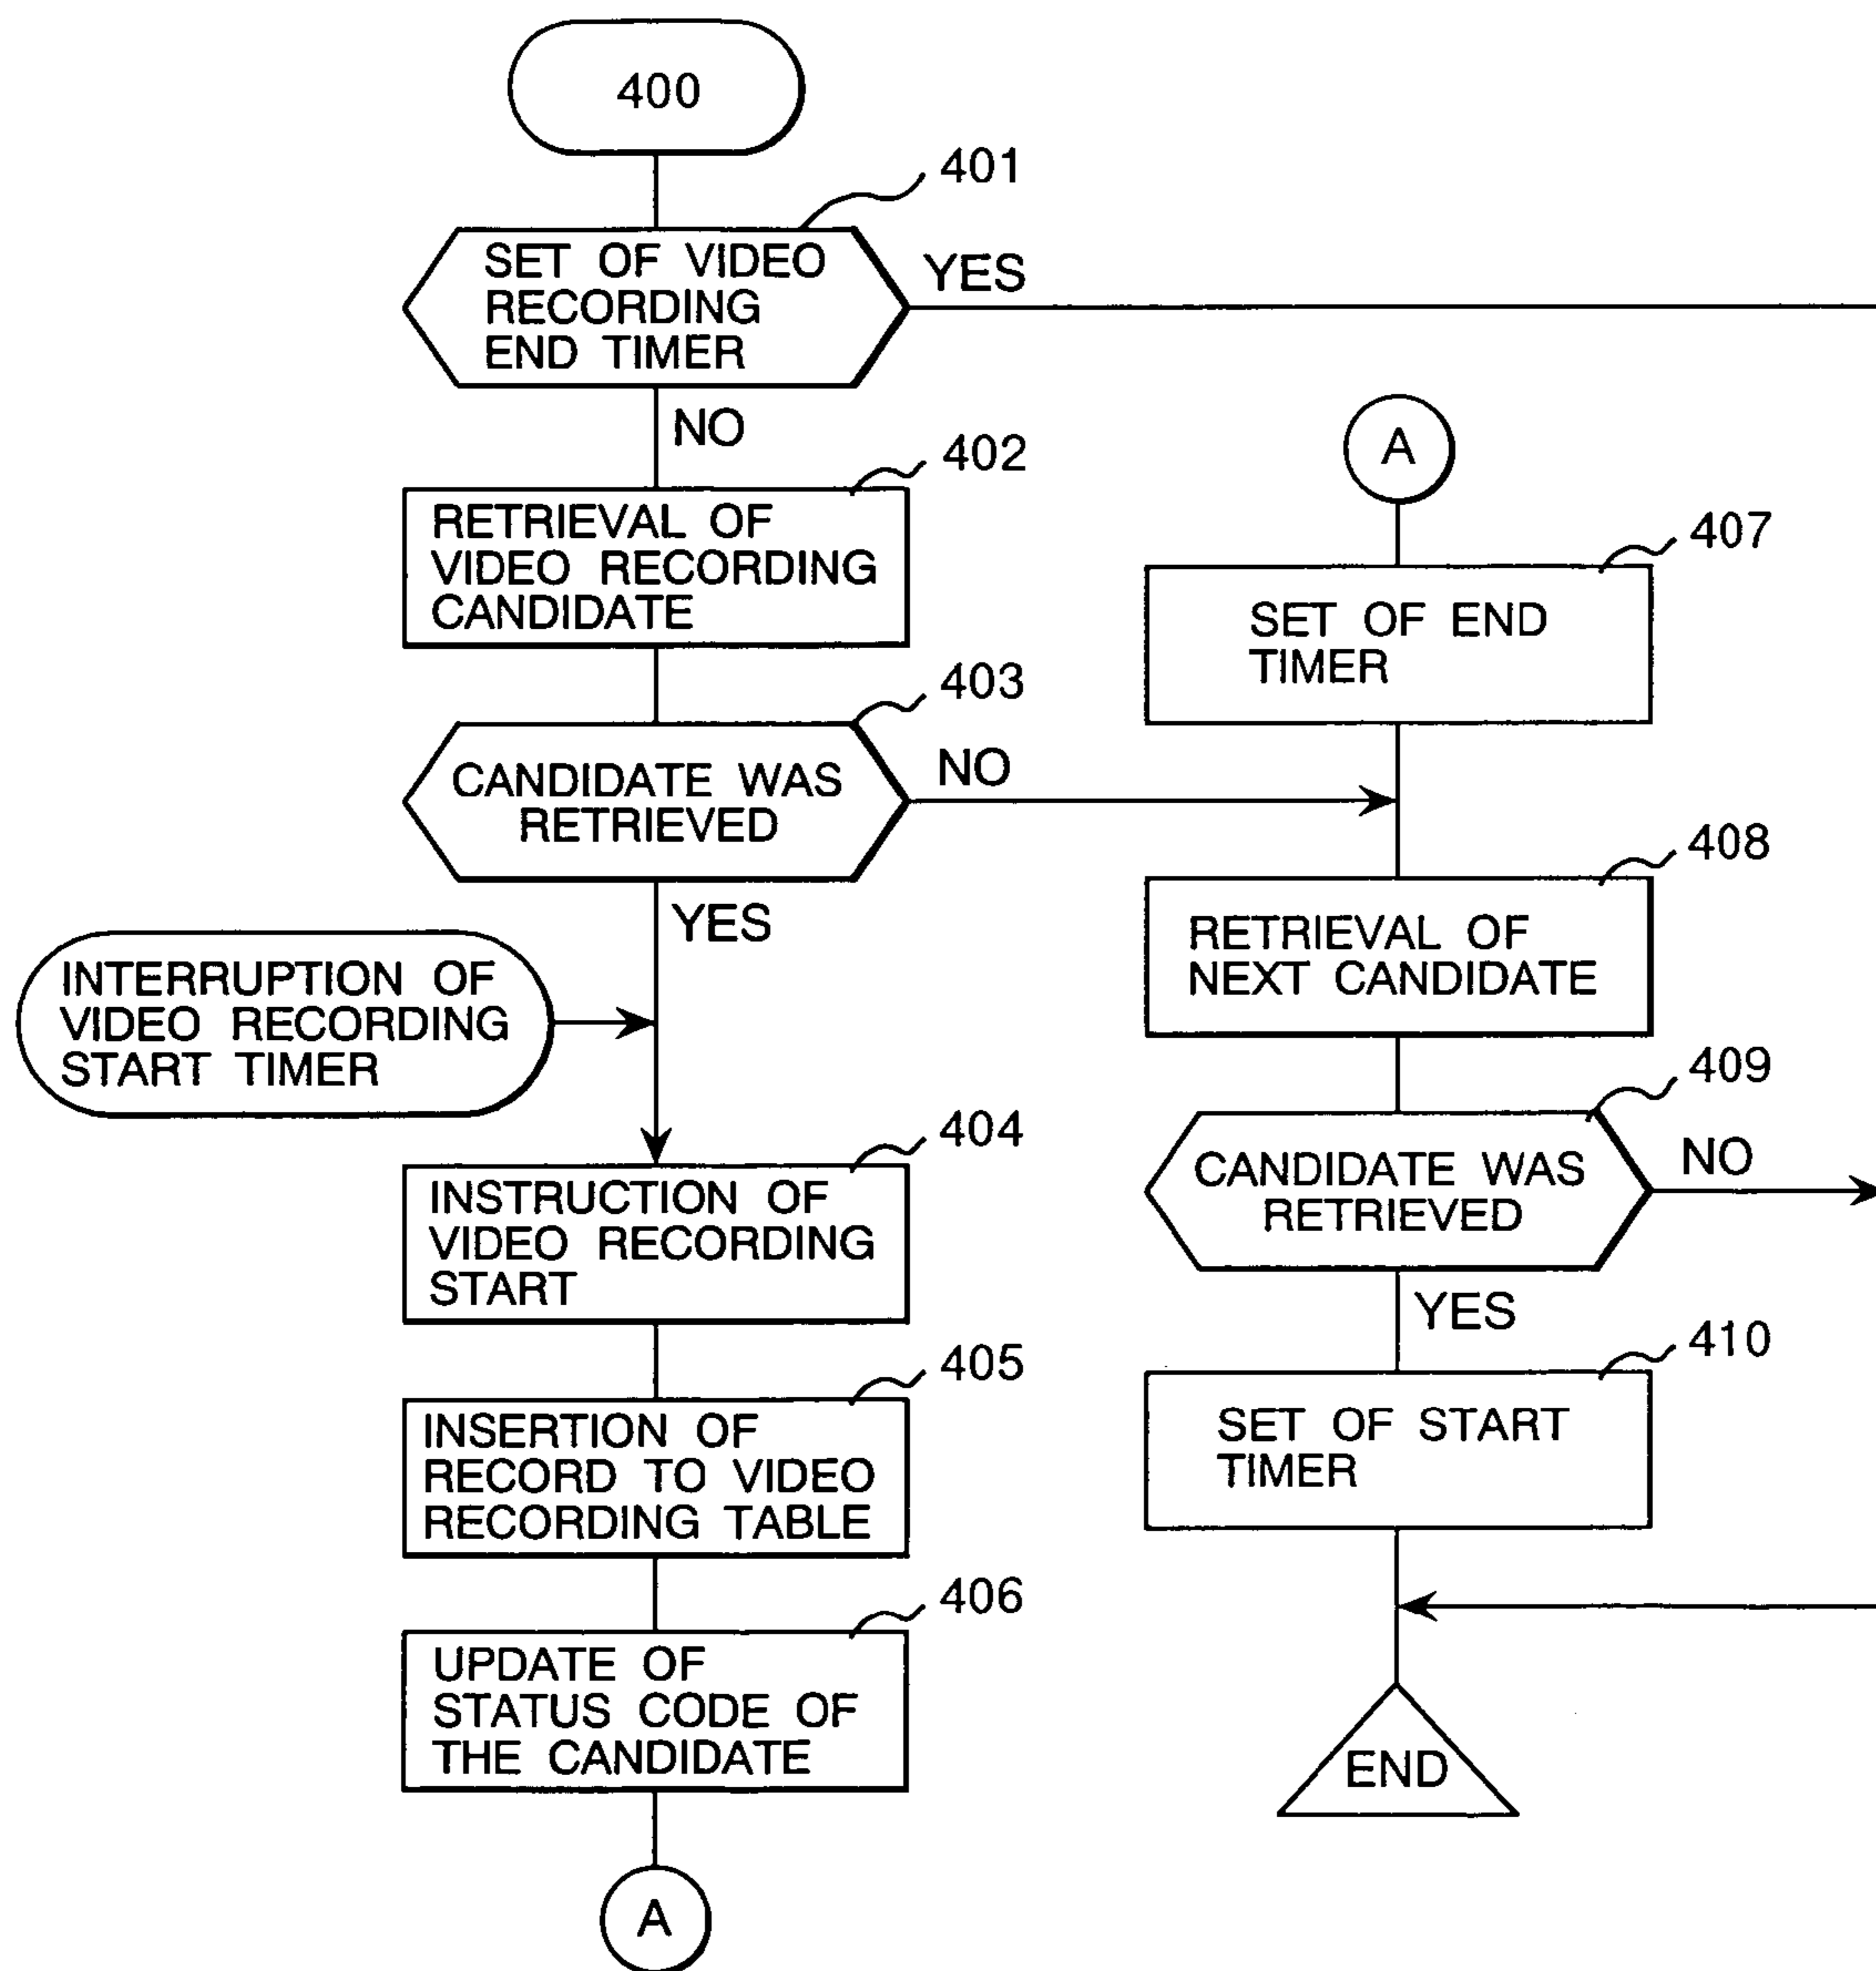 400
401
SET OF VIDEO
RECORDING
END TIMER
YES
NO
402
RETRIEVAL OF
VIDEO RECORDING
CANDIDATE
403
CANDIDATE WAS
RETRIEVED
NO
YES
INTERRUPTION OF
VIDEO RECORDING
START TIMER
404
INSTRUCTION OF
VIDEO RECORDING
START
405
INSERTION OF
RECORD TO VIDEO
RECORDING TABLE
406
UPDATE OF
STATUS CODE OF
THE CANDIDATE
A
A
407
SET OF END
TIMER
408
RETRIEVAL OF
NEXT CANDIDATE
409
CANDIDATE WAS
RETRIEVED
NO
YES
410
SET OF START
TIMER
END